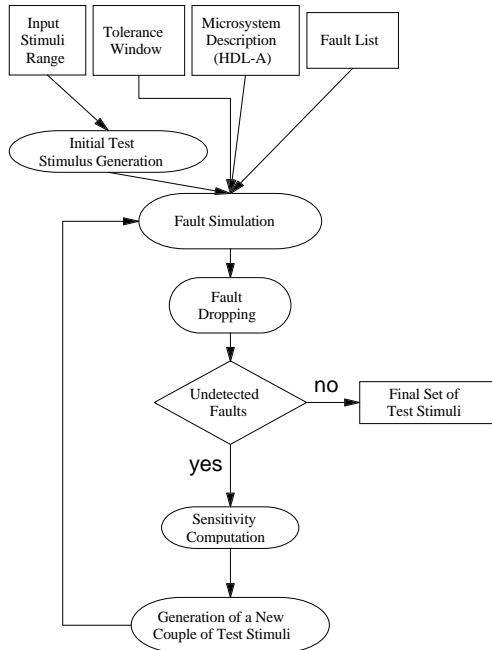 Input
Stimuli
Range
Tolerance
Window
Microsystem
Description
(HDL-A)
Fault List
Initial Test
Stimulus Generation
Fault Simulation
Fault
Dropping
Undetected
Faults
no
Final Set of
Test Stimuli
yes
Sensitivity
Computation
Generation of a New
Couple of Test Stimuli